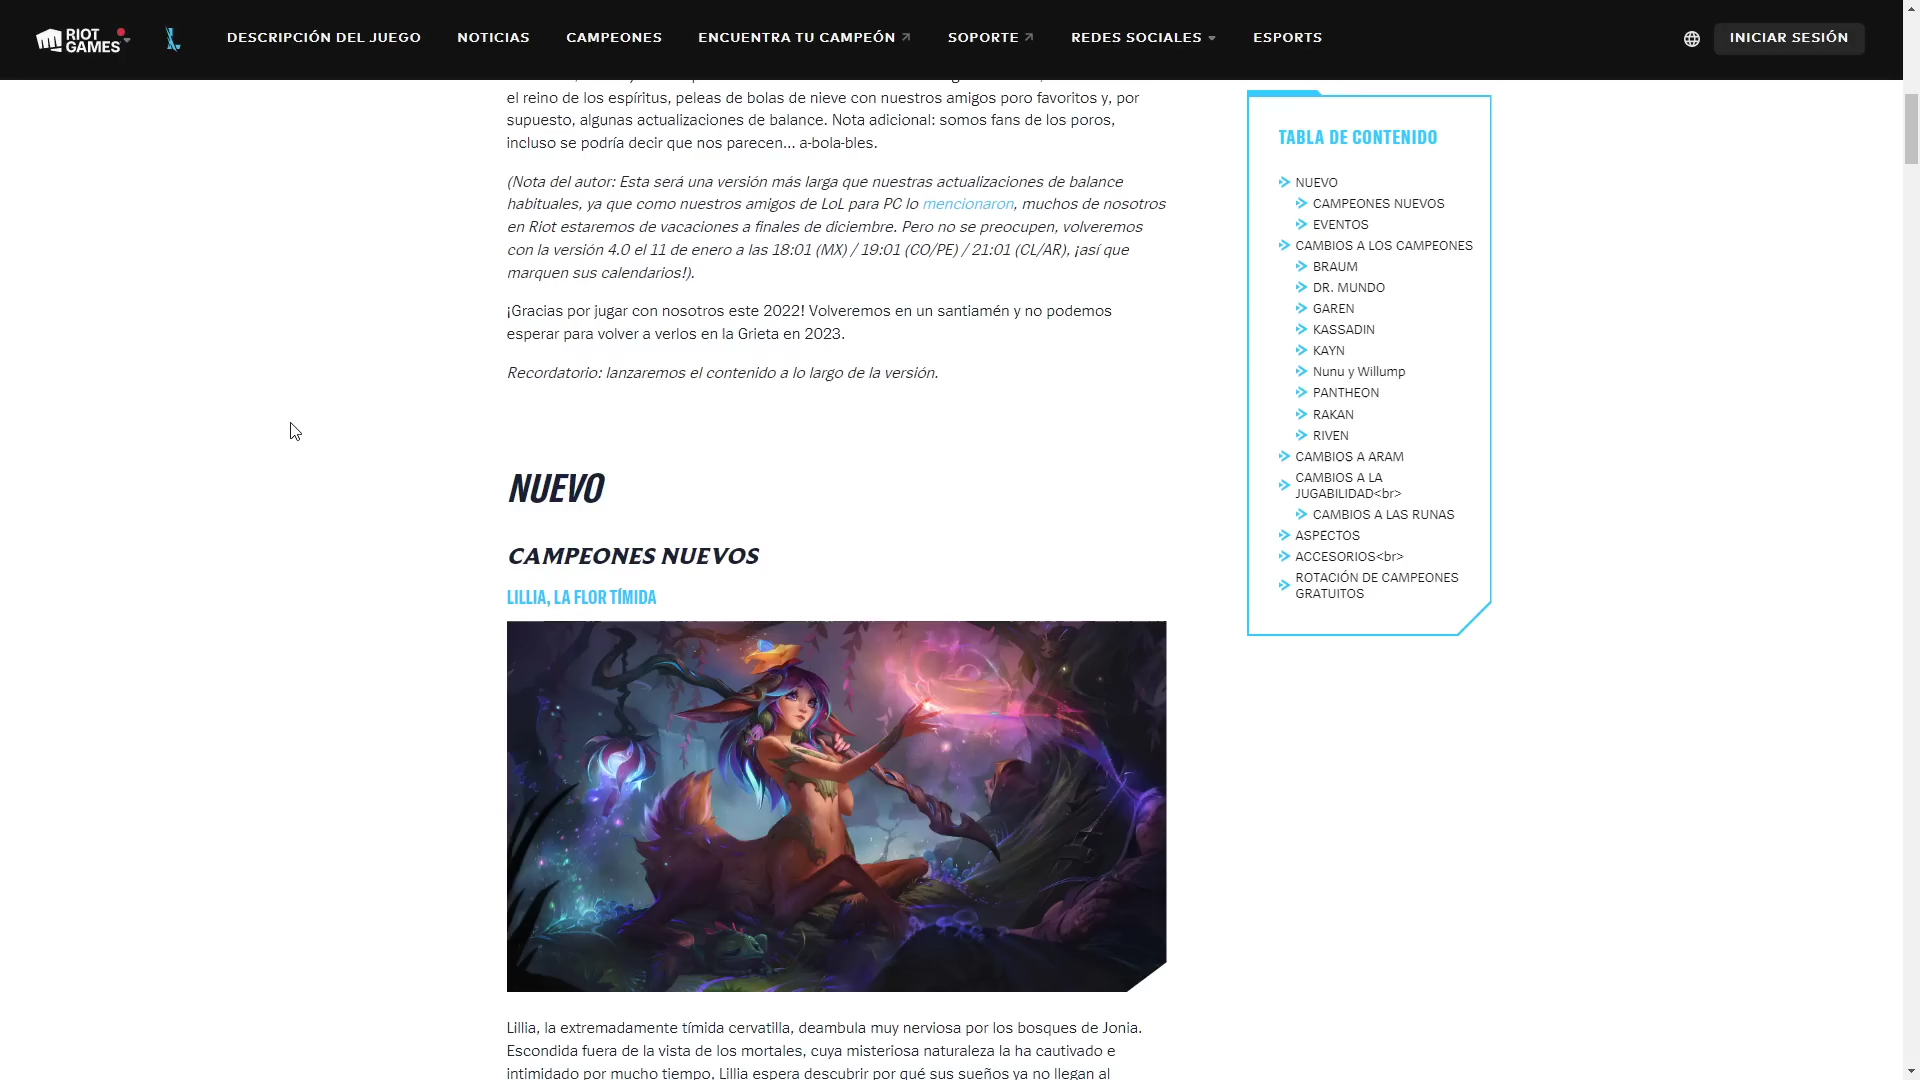 RIOT GAMES
DESCRIPCIÓN DEL JUEGO
NOTICIAS
CAMPEONES
ENCUENTRA TU CAMPEÓN
SOPORTE
REDES SOCIALES
ESPORTS
INICIAR SESIÓN
el reino de los espíritus, peleas de bolas de nieve con nuestros amigos poro favoritos y, por
supuesto, algunas actualizaciones de balance. Nota adicional: somos fans de los poros,
incluso se podría decir que nos parecen... a-bola-bles.
(Nota del autor: Esta será una versión más larga que nuestras actualizaciones de balance
habituales, ya que como nuestros amigos de LoL para PC lo mencionaron, muchos de nosotros
en Riot estaremos de vacaciones a finales de diciembre. Pero no se preocupen, volveremos
con la versión 4.0 el 11 de enero a las 18:01 (MX) / 19:01 (CO/PE) / 21:01 (CL/AR), ¡así que
marquen sus calendarios!).
¡Gracias por jugar con nosotros este 2022! Volveremos en un santiamén y no podemos
esperar para volver a verlos en la Grieta en 2023.
Recordatorio: lanzaremos el contenido a lo largo de la versión.
NUEVO
CAMPEONES NUEVOS
LILLIA, LA FLOR TÍMIDA
Lillia, la extremadamente tímida cervatilla, deambula muy nerviosa por los bosques de Jonia.
Escondida fuera de la vista de los mortales, cuya misteriosa naturaleza la ha cautivado e
intimidado por mucho tiempo, Lillia espera descubrir por qué sus sueños ya no llegan al
TABLA DE CONTENIDO
NUEVO
CAMPEONES NUEVOS
EVENTOS
CAMBIOS A LOS CAMPEONES
BRAUM
DR. MUNDO
GAREN
KASSADIN
KAYN
Nunu y Willump
PANTHEON
RAKAN
RIVEN
CAMBIOS A ARAM
CAMBIOS A LA
JUGABILIDAD<br>
CAMBIOS A LAS RUNAS
ASPECTOS
ACCESORIOS<br>
ROTACIÓN DE CAMPEONES
GRATUITOS